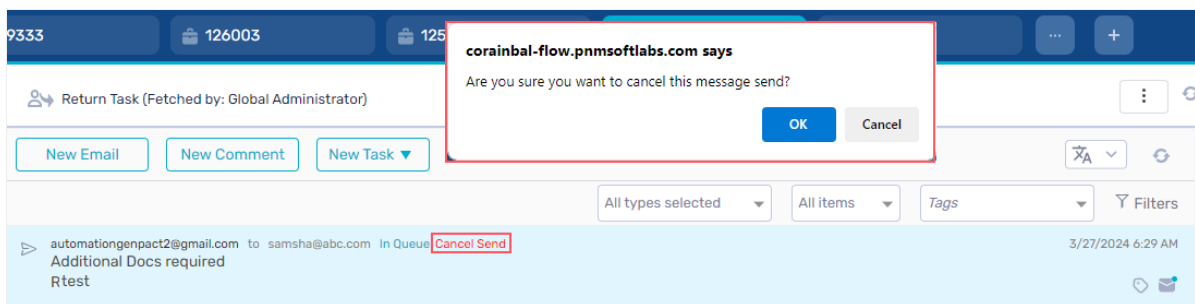 9333
126003
125
corainbal-flow.pnmsoftlabs.com says
Are you sure you want to cancel this message send?
OK
Cancel
Return Task (Fetched by: Global Administrator)
New Email
New Comment
New Task
All types selected
All items
Tags
Filters
automationgenpact2@gmail.com to samsha@abc.com In Queue Cancel Send
3/27/2024 6:29 AM
Additional Docs required
Rtest